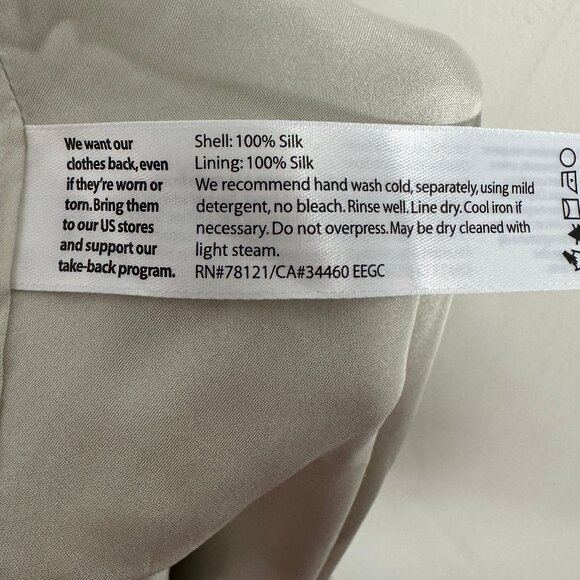 We want our
clothes back, even
if they're worn or
torn. Bring them
to our US stores
and support our
take-back program.
Shell: 100% Silk
Lining: 100% Silk
We recommend hand wash cold, separately, using mild
detergent, no bleach. Rinse well. Line dry. Cool iron if
necessary. Do not overpress. May be dry cleaned with
light steam.
RN#78121/CA#34460 EEGC